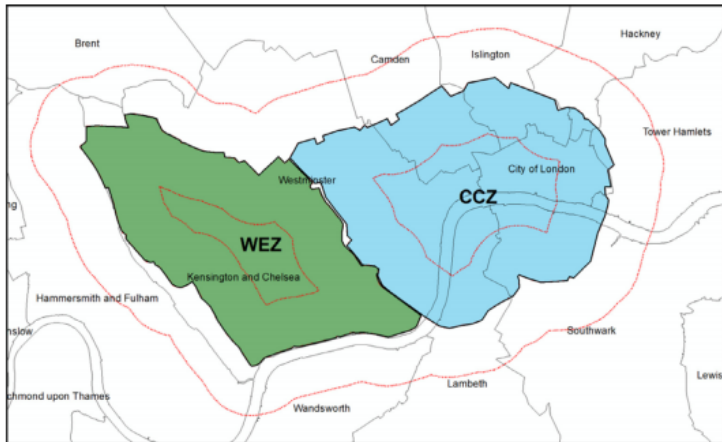 Brent
Hackney
Islington
Camden
Tower Hamlets
City of London
Westminster
CCZ
WEZ
Kensington and Chelsea
Hammersmith and Fulham
Southwark
Lambeth
Wandsworth